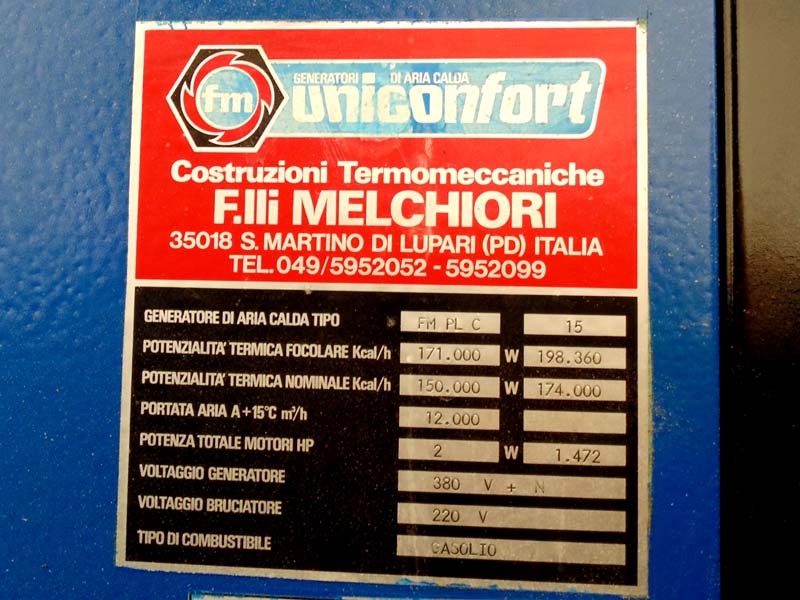 GENERATORI DI ARIA CALDA
fm uniconfort
Costruzioni Termomeccaniche
F.lli MELCHIORI
35018 S. MARTINO DI LUPARI (PD) ITALIA
TEL. 049/5952052 - 5952099
GENERATORE DI ARIA CALDA TIPO FM PL C 15
POTENZIALITA' TERMICA FOCOLARE Kcal/h 171.000 W 198.360
POTENZIALITA' TERMICA NOMINALE Kcal/h 150.000 W 174.000
PORTATA ARIA A +15°C m³/h 12.000
POTENZA TOTALE MOTORI HP 2 W 1.472
VOLTAGGIO GENERATORE 380 V + N
VOLTAGGIO BRUCIATORE 220 V
TIPO DI COMBUSTIBILE GASOLIO